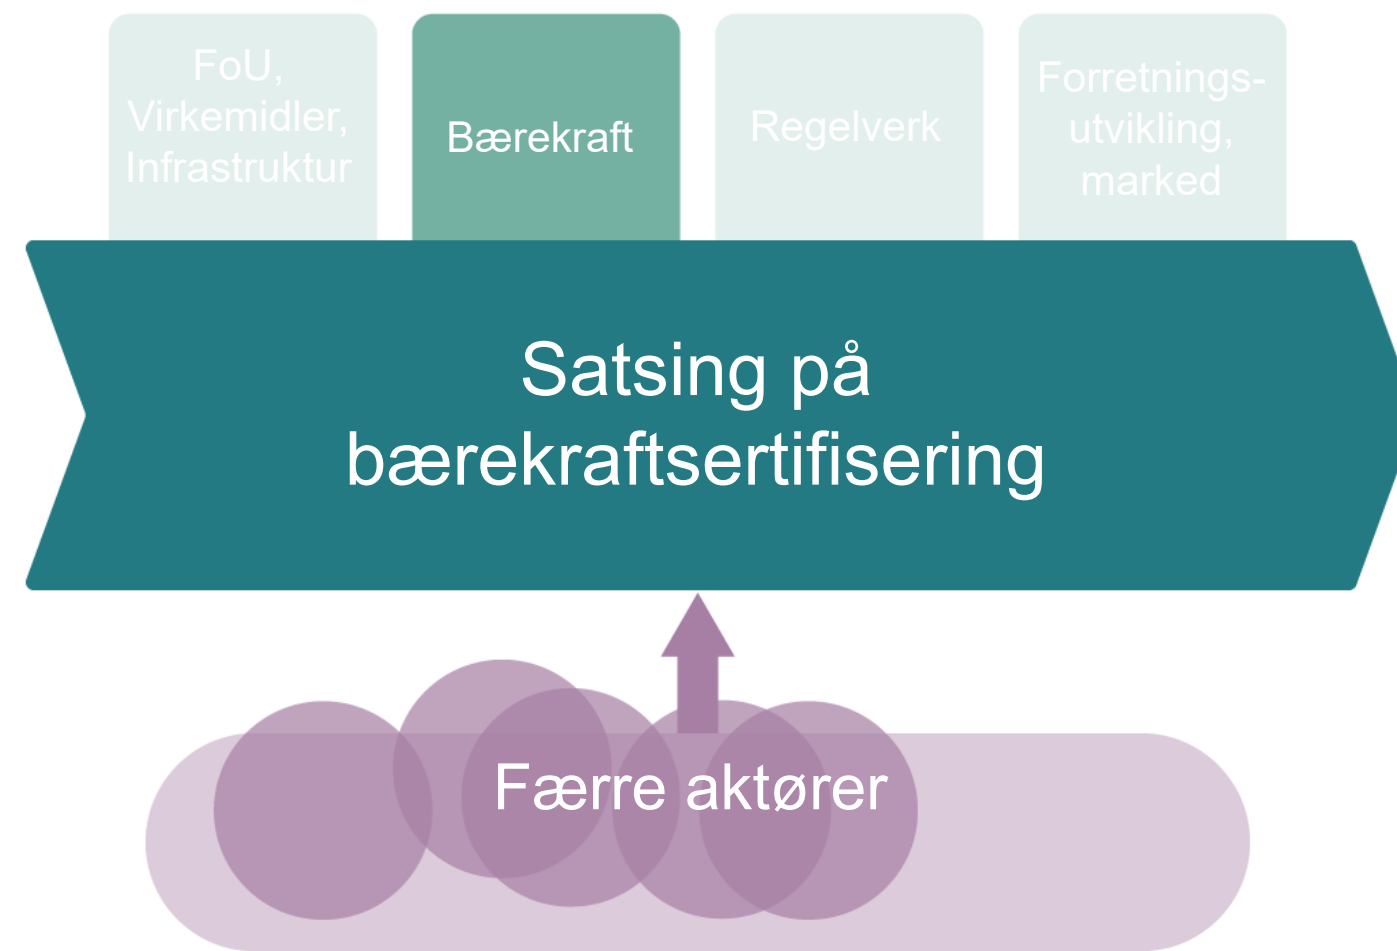 FoU,
Virkemidler,
Infrastruktur
Bærekraft
Regelverk
Forretnings-
utvikling,
marked
Satsing på
bærekraftsertifisering
Færre aktører